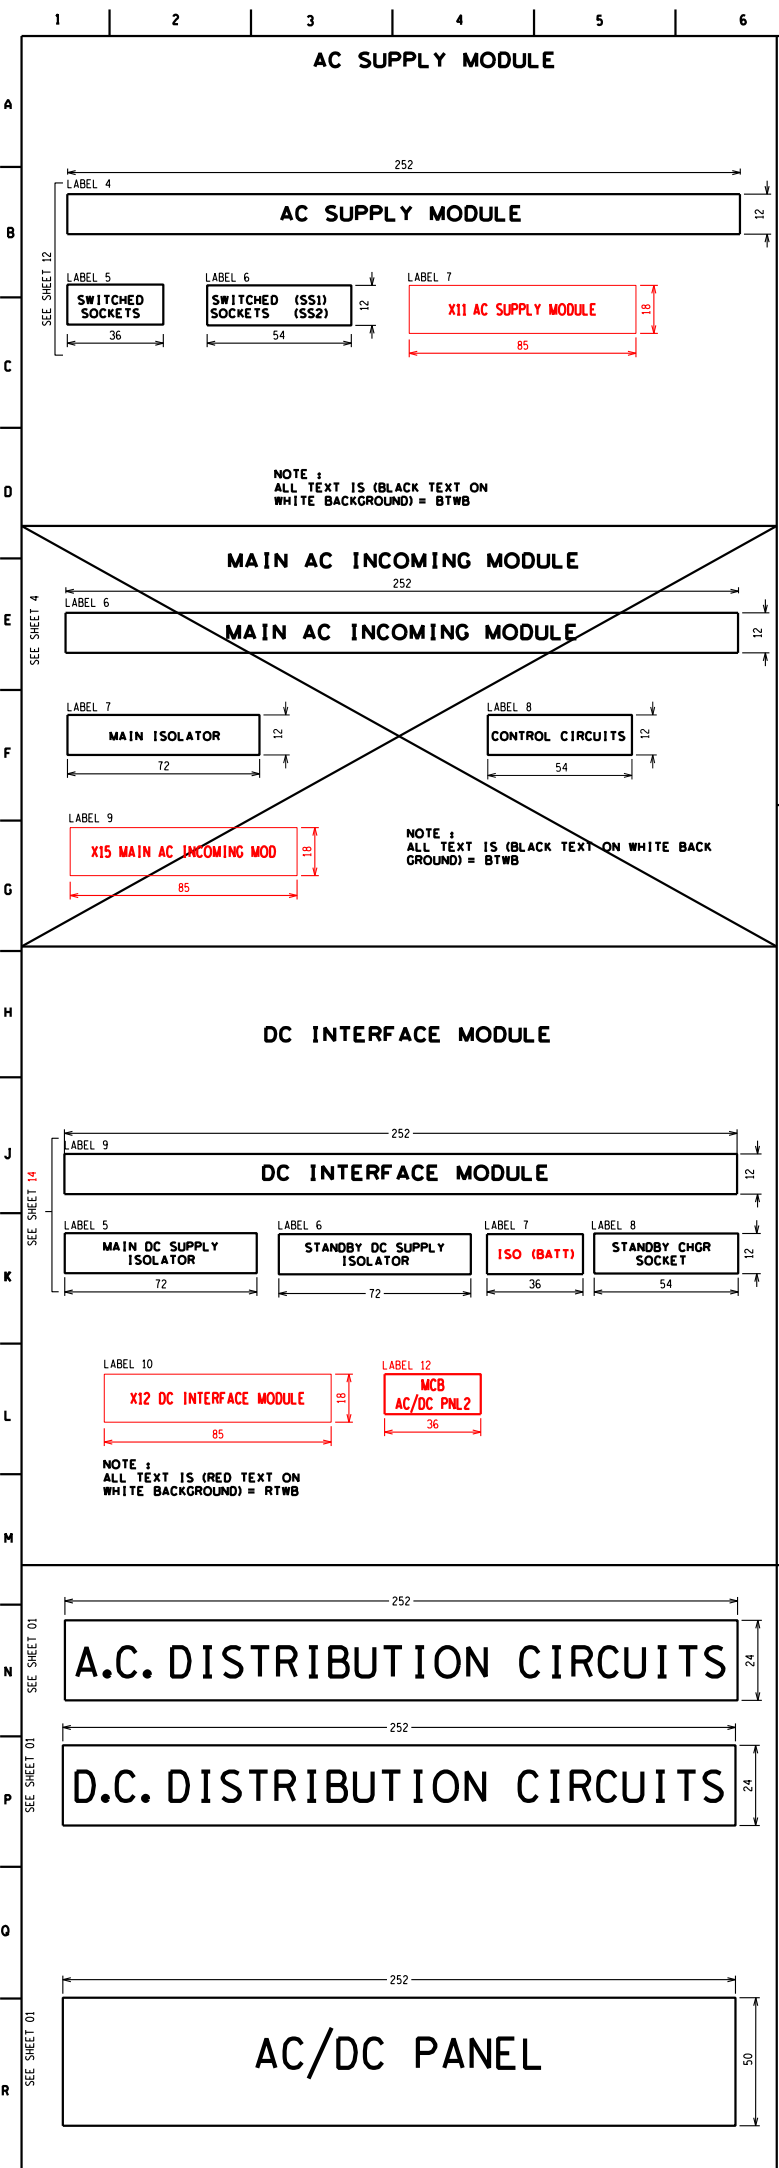 1 2 3 4 5 6
AC SUPPLY MODULE
A
252
LABEL 4
AC SUPPLY MODULE
12
B
SEE SHEET 12
LABEL 5 LABEL 6 LABEL 7
SWITCHED
SOCKETS
SWITCHED (SS1)
SOCKETS (SS2)
12
X11 AC SUPPLY MODULE
18
36 54 85
C
NOTE :
ALL TEXT IS (BLACK TEXT ON
WHITE BACKGROUND) = BTWB
D
MAIN AC INCOMING MODULE
252
LABEL 6
MAIN AC INCOMING MODULE
12
E
SEE SHEET 4
LABEL 7 LABEL 8
MAIN ISOLATOR
12
CONTROL CIRCUITS
12
F
72 54
LABEL 9
X15 MAIN AC INCOMING MOD
18
85
NOTE :
ALL TEXT IS (BLACK TEXT ON WHITE BACK
GROUND) = BTWB
G
H
DC INTERFACE MODULE
252
LABEL 9
J
DC INTERFACE MODULE
12
SEE SHEET 14
LABEL 5 LABEL 6 LABEL 7 LABEL 8
MAIN DC SUPPLY
ISOLATOR
STANDBY DC SUPPLY
ISOLATOR
ISO (BATT)
STANDBY CHGR
SOCKET
12
K
72 72 36 54
LABEL 10 LABEL 12
X12 DC INTERFACE MODULE
18
MCB
AC/DC PNL2
L
85 36
NOTE :
ALL TEXT IS (RED TEXT ON
WHITE BACKGROUND) = RTWB
M
252
SEE SHEET 01
N
A.C. DISTRIBUTION CIRCUITS
24
252
SEE SHEET 01
P
D.C. DISTRIBUTION CIRCUITS
24
Q
252
SEE SHEET 01
AC/DC PANEL
50
R